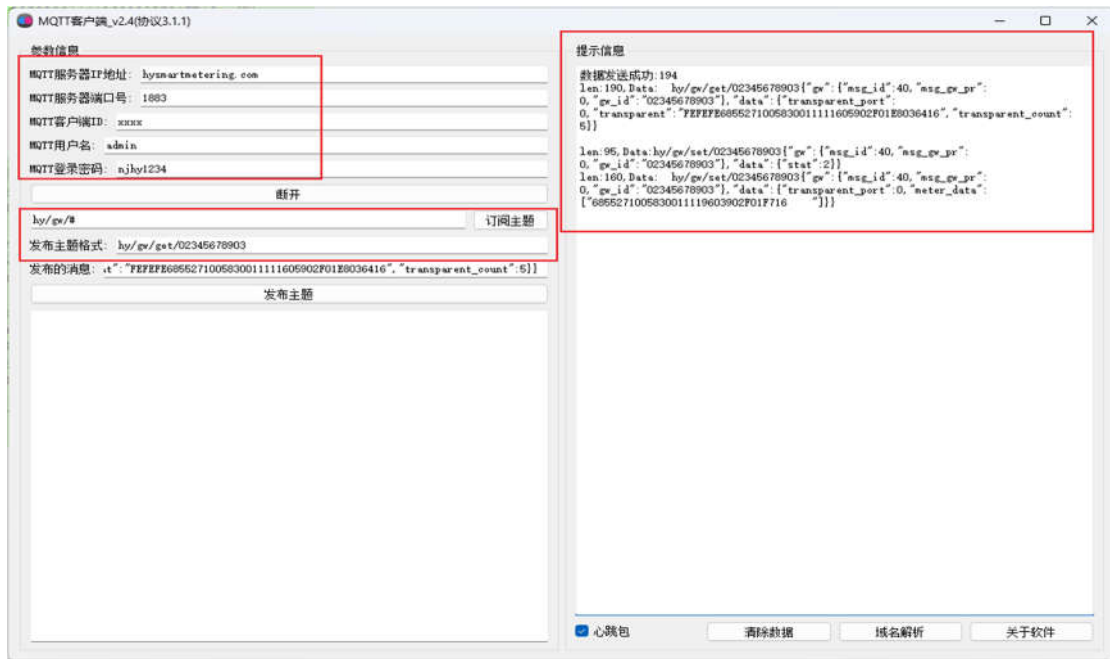 MQTT客户端_v2.4(协议3.1.1)
参数信息
MQTT服务器IP地址: hysmartmetering.com
MQTT服务器端口号: 1883
MQTT客户端ID: xxxx
MQTT用户名: admin
MQTT登录密码: njhy1234
断开
hy/gw/#
订阅主题
发布主题格式: hy/gw/get/02345678903
发布的消息: :t":"FEFEFE6855271005830011111605902F01E8036416","transparent_count":5}}
发布主题
提示信息
数据发送成功:194
len:190,Data: hy/gw/get/02345678903{"gw":{"msg_id":40,"msg_gw_pr":
0,"gw_id":"02345678903"},"data":{"transparent_port":
0,"transparent":"FEFEFE6855271005830011111605902F01E8036416","transparent_count":
5}}
len:95,Data:hy/gw/set/02345678903{"gw":{"msg_id":40,"msg_gw_pr":
0,"gw_id":"02345678903"},"data":{"stat":2}}
len:160,Data: hy/gw/set/02345678903{"gw":{"msg_id":40,"msg_gw_pr":
0,"gw_id":"02345678903"},"data":{"transparent_port":0,"meter_data":
["6855271005830011119603902F01F716 "]}}
心跳包
清除数据
域名解析
关于软件